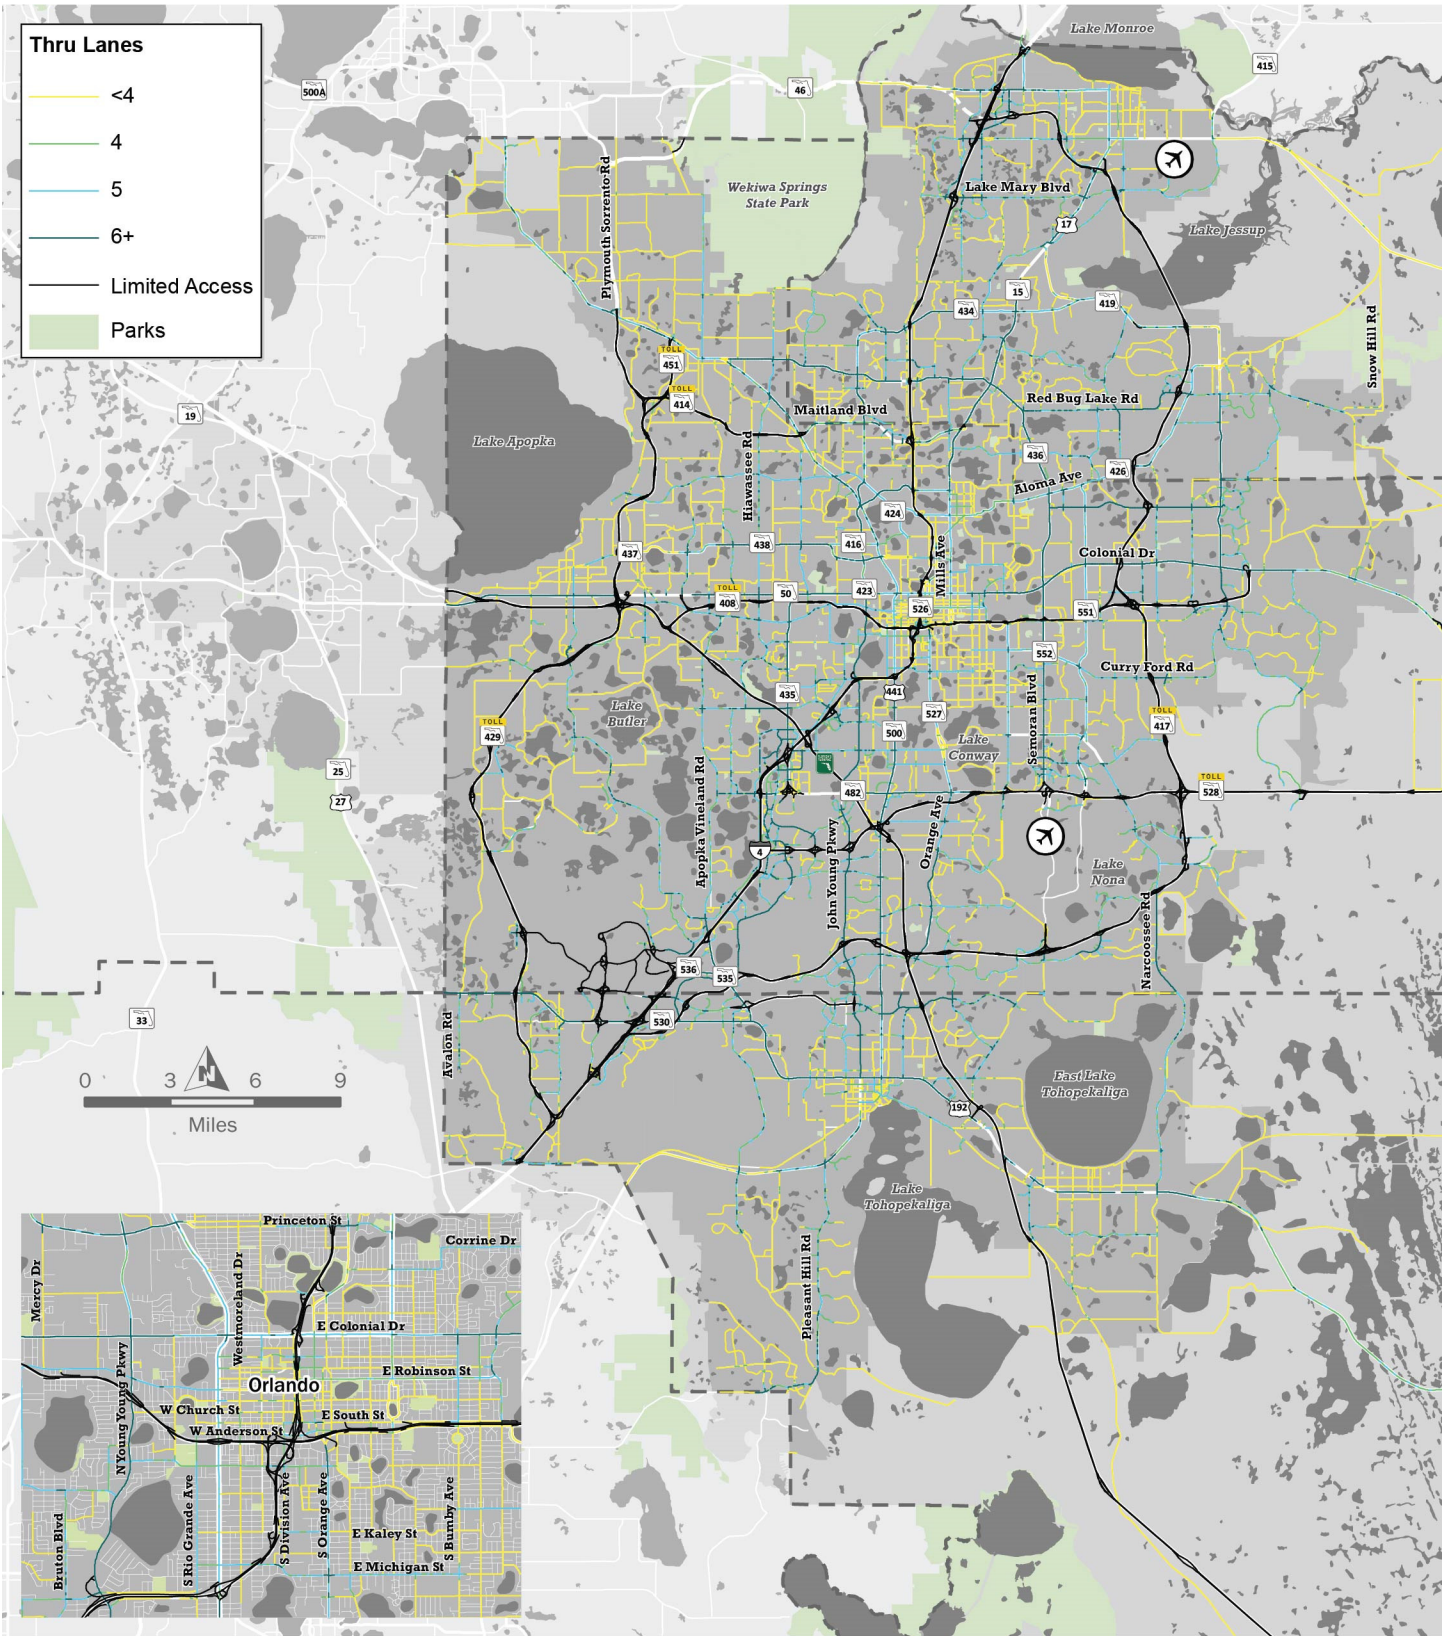 Thru Lanes
<4
4
5
6+
Limited Access
Parks
Lake Monroe
415
500A
46
Plymouth Sorrento Rd
Wekiwa Springs
State Park
Lake Mary Blvd
17
Lake Jessup
15
434
419
Snow Hill Rd
TOLL
451
TOLL
414
19
Maitland Blvd
Red Bug Lake Rd
Lake Apopka
Hiawassee Rd
436
426
Aloma Ave
424
437
438
416
Mills Ave
Colonial Dr
TOLL
408
50
423
526
551
552
Curry Ford Rd
435
441
Lake
Butler
527
Semoran Blvd
TOLL
417
TOLL
429
500
Lake
Conway
25
27
Apopka Vineland Rd
482
TOLL
528
Orange Ave
4
John Young Pkwy
Lake
Nona
Narcoossee Rd
536
535
33
530
Avalon Rd
N
0 3 6 9
Miles
East Lake
Tohopekaliga
192
Lake
Tohopekaliga
Pleasant Hill Rd
Princeton St
Corrine Dr
Mercy Dr
Westmoreland Dr
E Colonial Dr
N Young Young Pkwy
E Robinson St
Orlando
W Church St
E South St
W Anderson St
Bruton Blvd
S Rio Grande Ave
S Division Ave
S Orange Ave
S Bumby Ave
E Kaley St
E Michigan St